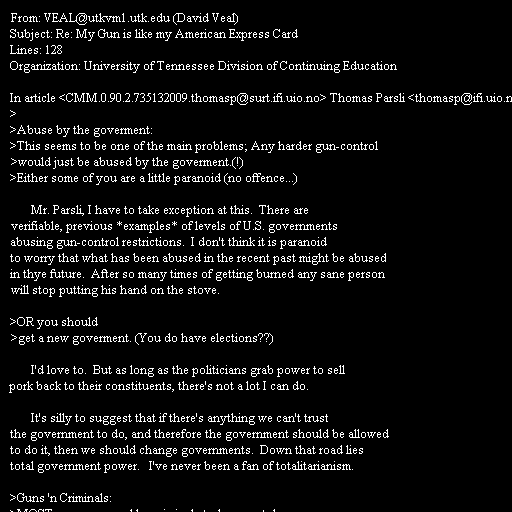 From: VEAL@utkvm1.utk.edu (David Veal)
Subject: Re: My Gun is like my American Express Card
Lines: 128
Organization: University of Tennessee Division of Continuing Education

In article <CMM.0.90.2.735132009.thomasp@surt.ifi.uio.no> Thomas Parsli <thomasp@ifi.uio.n
>
>Abuse by the goverment:
>This seems to be one of the main problems; Any harder gun-control
>would just be abused by the goverment.(!)
>Either some of you are a little paranoid (no offence...)

Mr. Parsli, I have to take exception at this.  There are
verifiable, previous *examples* of levels of U.S. governments
abusing gun-control restrictions.  I don't think it is paranoid
to worry that what has been abused in the recent past might be abused
in thye future.  After so many times of getting burned any sane person
will stop putting his hand on the stove.

>OR you should
>get a new goverment. (You do have elections??)

I'd love to.  But as long as the politicians grab power to sell
pork back to their constituents, there's not a lot I can do.

It's silly to suggest that if there's anything we can't trust
the government to do, and therefore the government should be allowed
to do it, then we should change governments.  Down that road lies
total government power.   I've never been a fan of totalitarianism.

>Guns 'n Criminals: